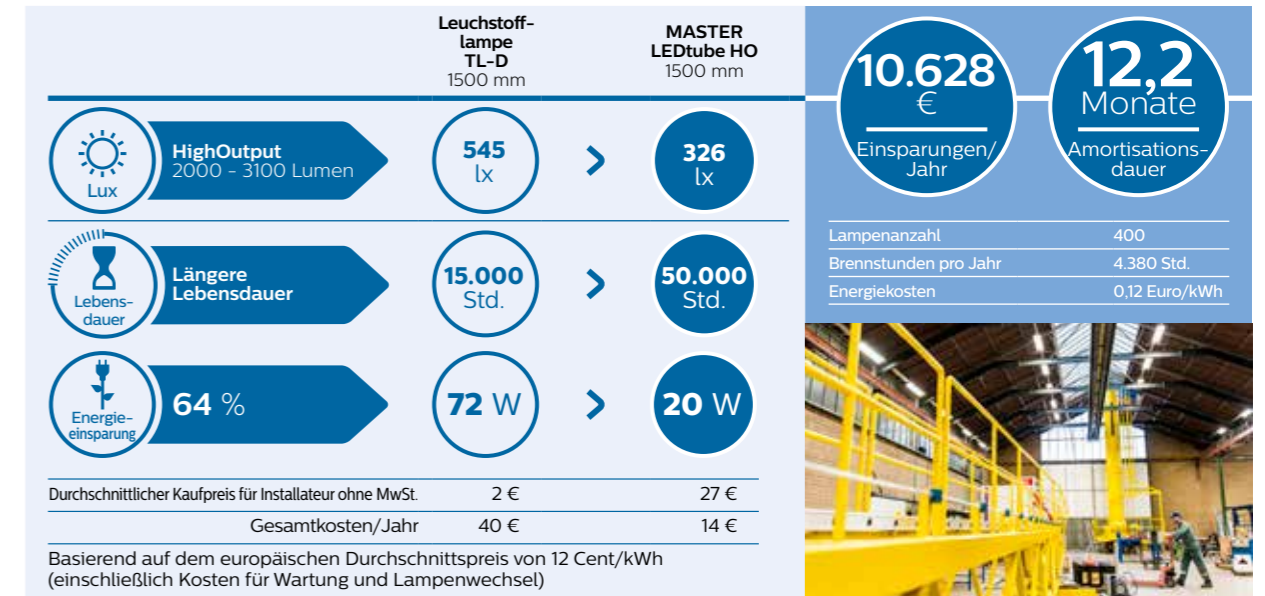 Leuchstoff-
lampe
TL-D
1500 mm
MASTER
LEDtube HO
1500 mm
Lux
HighOutput
2000 - 3100 Lumen
545
lx
>
326
lx
Lebens-
dauer
Längere
Lebensdauer
15.000
Std.
>
50.000
Std.
Energie-
einsparung
64 %
72 W
>
20 W
Durchschnittlicher Kaufpreis für Installateur ohne MwSt. 2 € 27 €
Gesamtkosten/Jahr 40 € 14 €
Basierend auf dem europäischen Durchschnittspreis von 12 Cent/kWh
(einschließlich Kosten für Wartung und Lampenwechsel)
10.628
€
Einsparungen/
Jahr
12,2
Monate
Amortisations-
dauer
Lampenanzahl 400
Brennstunden pro Jahr 4.380 Std.
Energiekosten 0,12 Euro/kWh